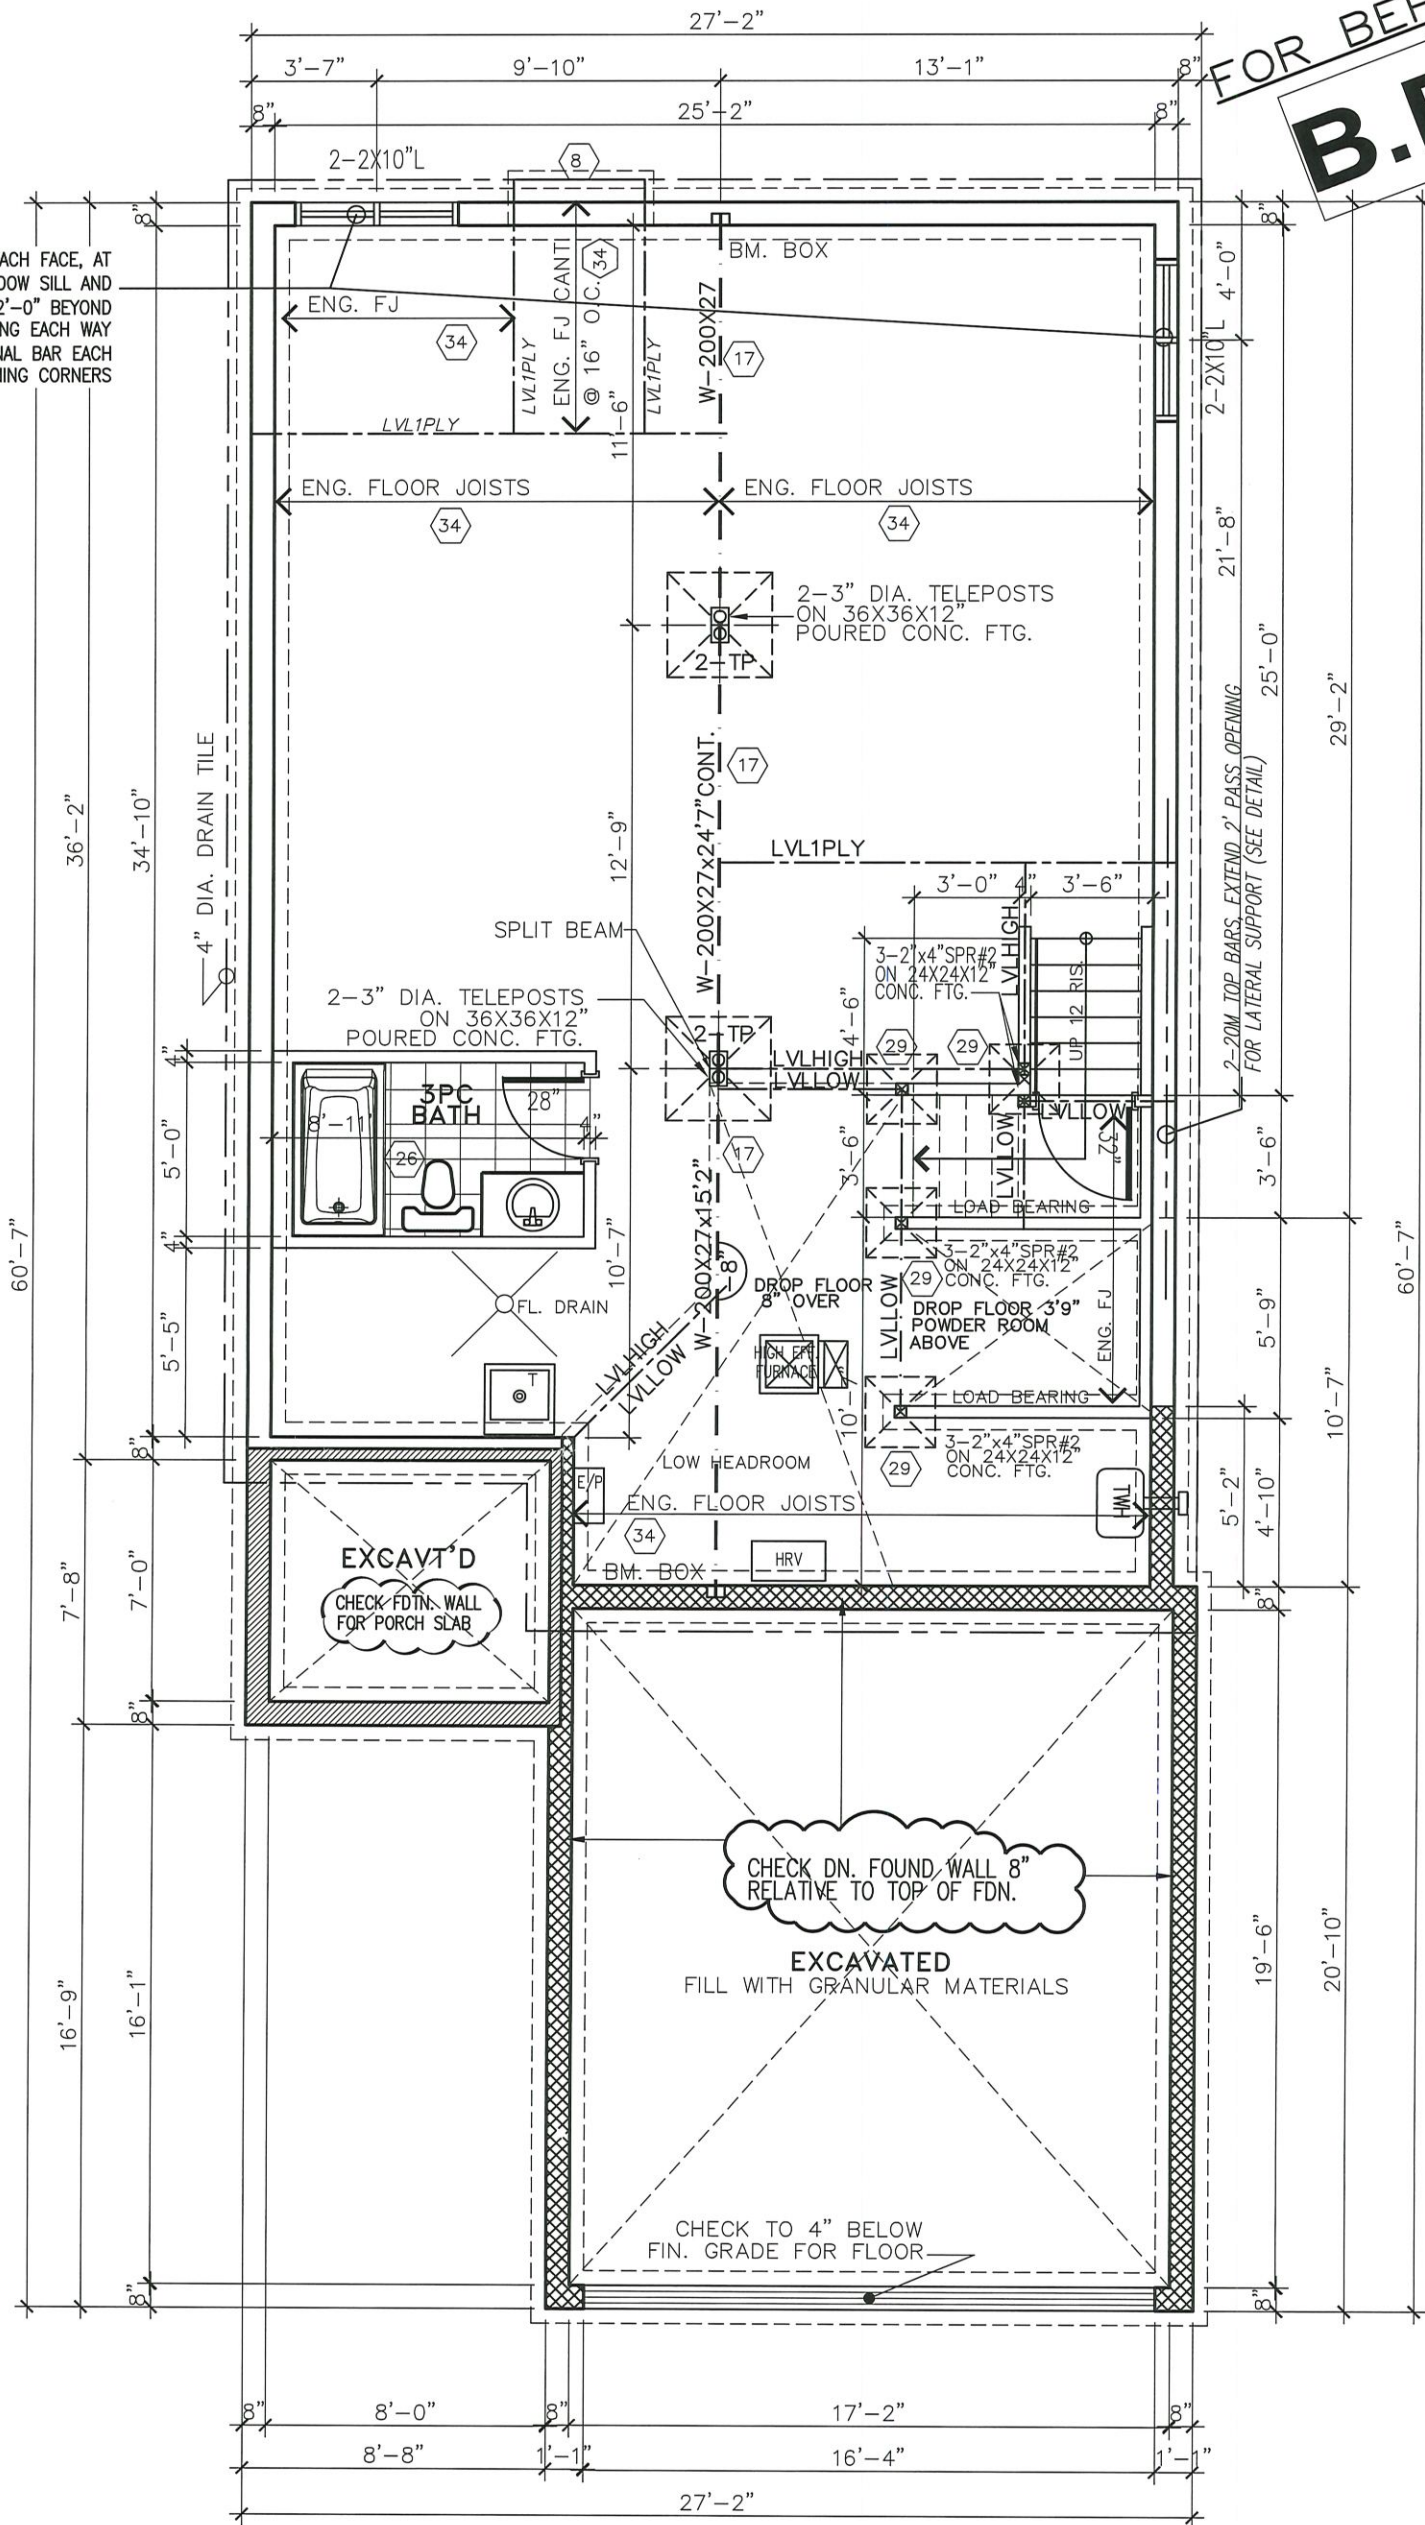 27'-2"
3'-7" 9'-10" 13'-1" 8"
8" 25'-2" 8"
FOR
2-2X10"L
8
ACH FACE, AT
DOW SILL AND
2'-0" BEYOND
ING EACH WAY
NAL BAR EACH
NING CORNERS
8"
8"
BM. BOX
ENG. FJ
34
ENG. FJ CANT
@ 16" O.C.
34
LVL1PLY
LVL1PLY
LVL1PLY
W-200X27
17
11'-6"
4'-0"
2-2X10"L
ENG. FLOOR JOISTS
34
ENG. FLOOR JOISTS
34
21'-8"
25'-0"
29'-2"
2-3" DIA. TELEPOSTS
ON 36X36X12"
POURED CONC. FTG.
2-TP
4" DIA. DRAIN TILE
36'-2"
34'-10"
60'-7"
60'-7"
12'-9"
W-200X27x24'7"CONT.
17
2-20M TOP BARS, EXTEND 2' PASS OPENING
FOR LATERAL SUPPORT (SEE DETAIL)
LVL1PLY
3'-0" 4" 3'-6"
SPLIT BEAM
LVLHIGH
3-2"x4"SPR#2
ON 24X24X12"
CONC. FTG.
UP 12 RIS.
4'-6"
2-3" DIA. TELEPOSTS
ON 36X36X12"
POURED CONC. FTG.
2-TP
29
29
LVLHIGH
LVLLOW
LVLLOW
LVLLOW
32"
4"
5'-0"
4"
3PC
BATH
28"
8'-11"
4"
26
17
3'-6"
3'-6"
LOAD BEARING
W-200X27x15'2"
10'-7"
-8"
DROP FLOOR
8" OVER
3-2"x4"SPR#2
ON 24X24X12"
CONC. FTG.
29
DROP FLOOR 3'9"
POWDER ROOM
ABOVE
LVLLOW
ENG. FJ
5'-9"
FL. DRAIN
5'-5"
LVLHIGH
LVLLOW
HIGH EFF.
FURNACE
T
10'-
LOAD BEARING
3-2"x4"SPR#2
ON 24X24X12"
CONC. FTG.
29
10'-7"
LOW HEADROOM
E/P
ENG. FLOOR JOISTS
34
HWT
5'-2"
4'-10"
BM. BOX
HRV
8"
7'-8"
7'-0"
8"
EXCAVT'D
CHECK FDTN. WALL
FOR PORCH SLAB
8"
CHECK DN. FOUND WALL 8"
RELATIVE TO TOP OF FDN.
EXCAVATED
FILL WITH GRANULAR MATERIALS
16'-9"
16'-1"
19'-6"
20'-10"
CHECK TO 4" BELOW
FIN. GRADE FOR FLOOR
8"
8"
8" 8'-0" 8" 17'-2" 8"
8'-8" 1'-1" 16'-4" 1'-1"
27'-2"